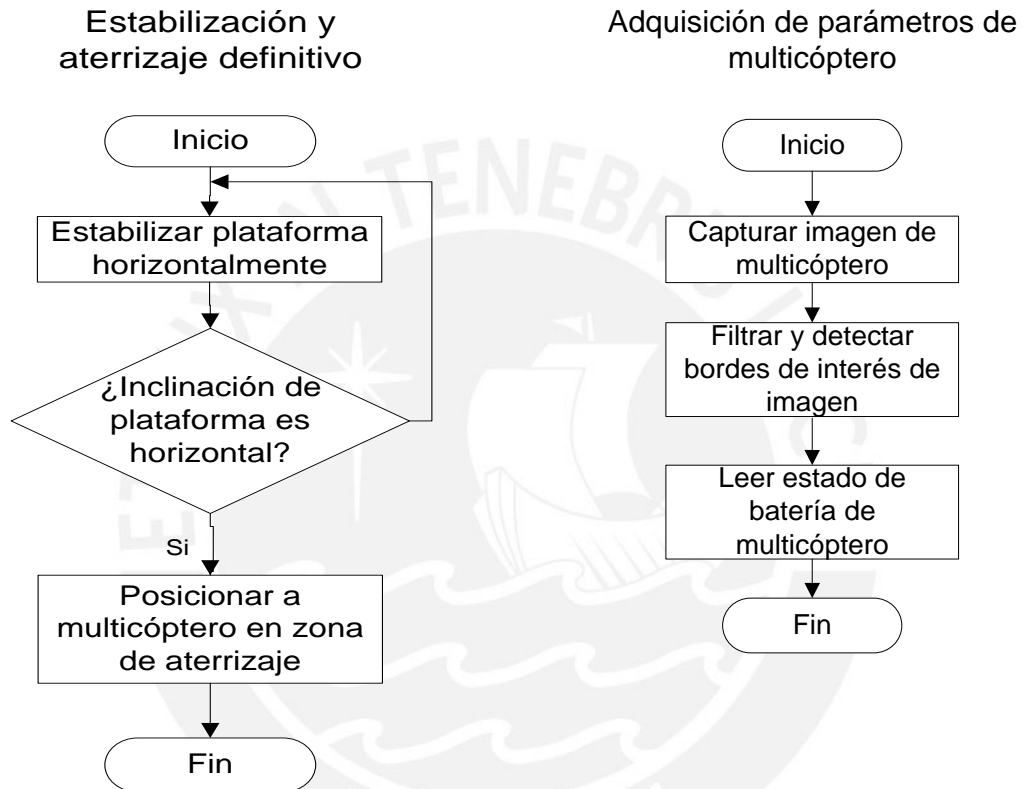 Estabilización y
aterrizaje definitivo
Inicio
Estabilizar plataforma
horizontalmente
¿Inclinación de
plataforma es
horizontal?
Si
Posicionar a
multicóptero en zona
de aterrizaje
Fin
Adquisición de parámetros de
multicóptero
Inicio
Capturar imagen de
multicóptero
Filtrar y detectar
bordes de interés de
imagen
Leer estado de
batería de
multicóptero
Fin